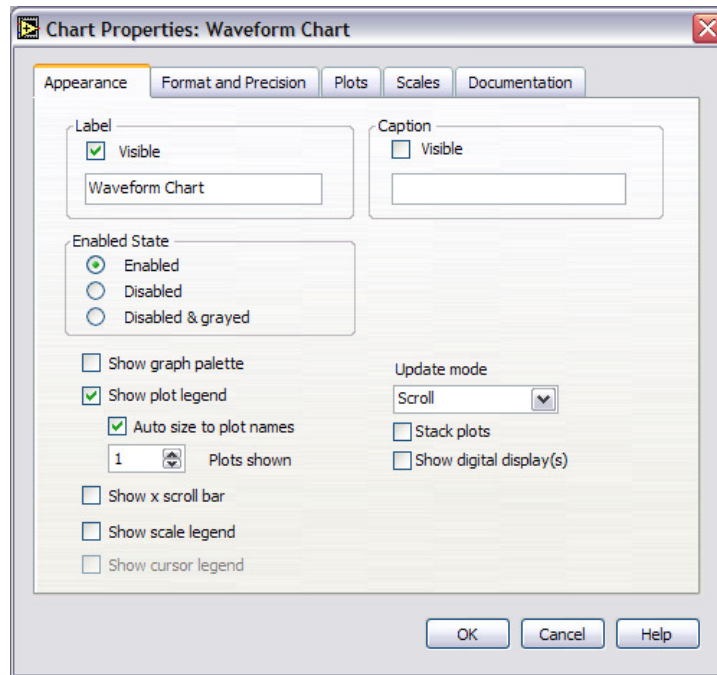 Chart Properties: Waveform Chart
Appearance Format and Precision Plots Scales Documentation
Label
Visible
Waveform Chart
Caption
Visible
Enabled State
Enabled
Disabled
Disabled & grayed
Show graph palette
Show plot legend
Auto size to plot names
1 Plots shown
Show x scroll bar
Show scale legend
Show cursor legend
Update mode
Scroll
Stack plots
Show digital display(s)
OK Cancel Help